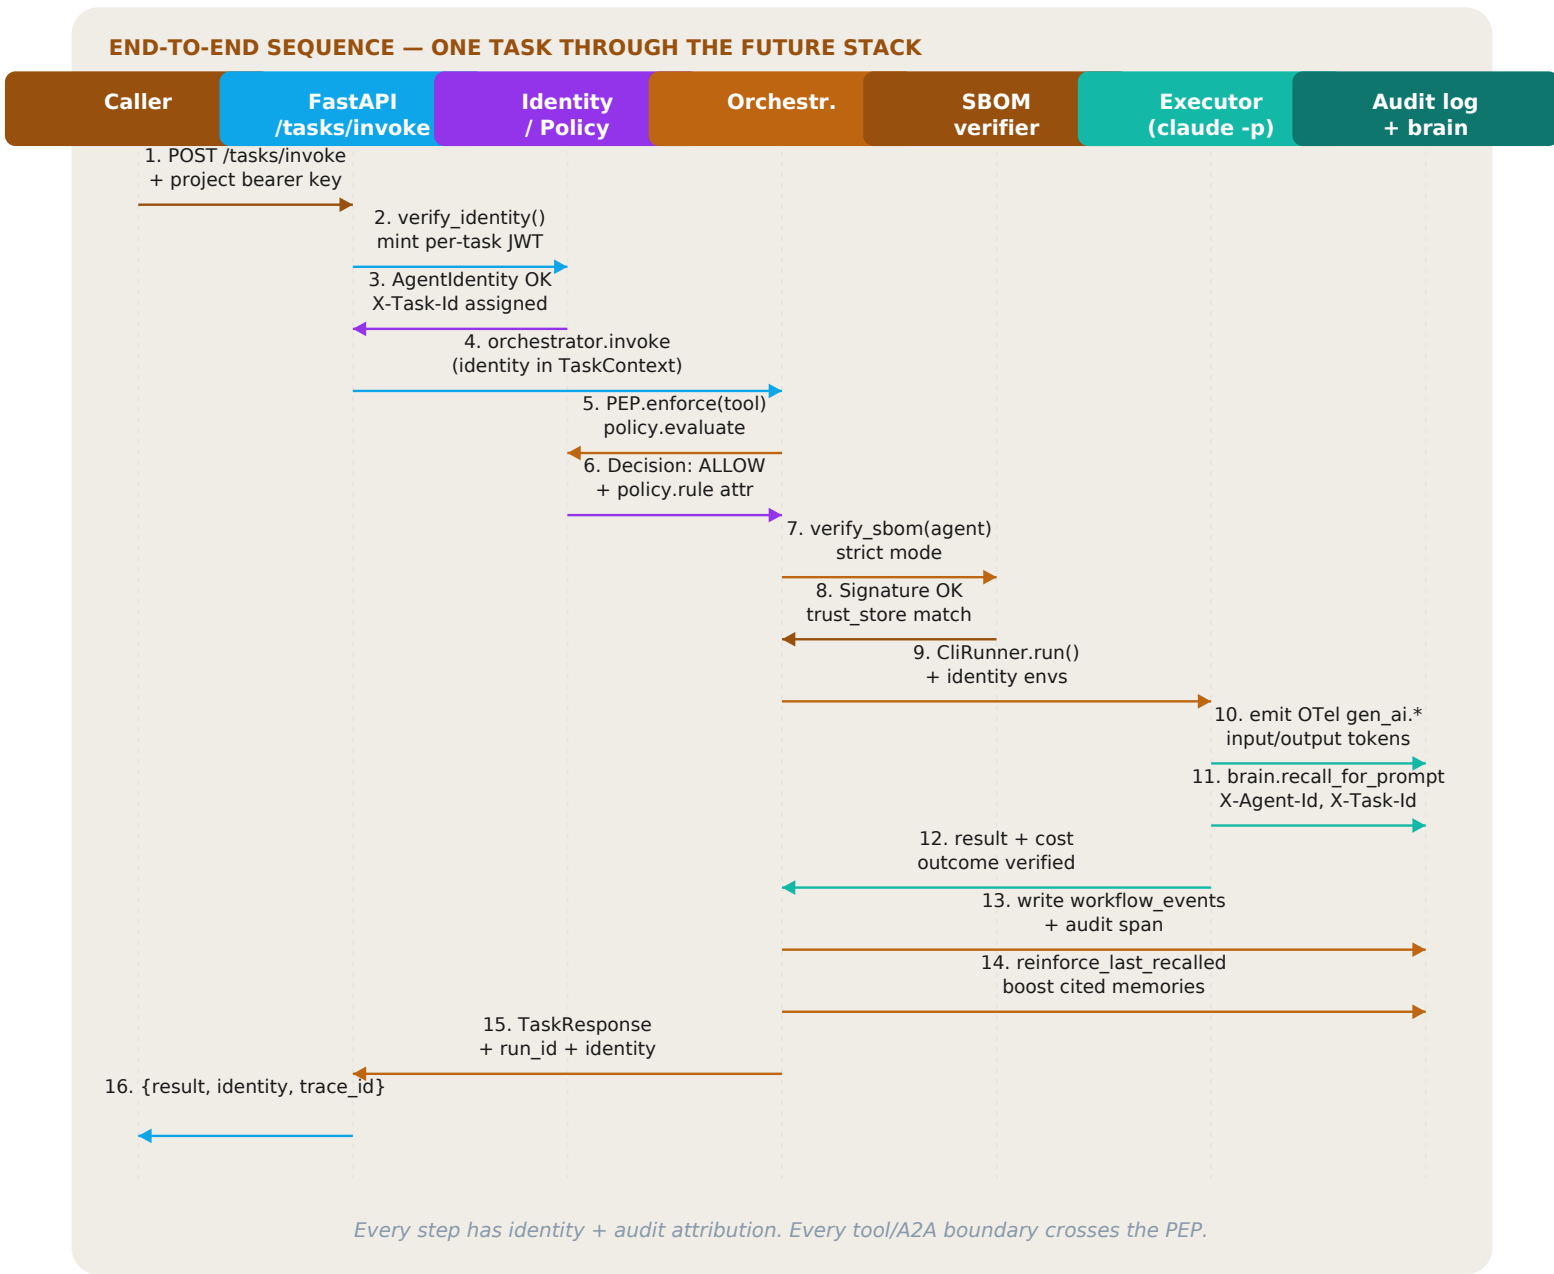 END-TO-END SEQUENCE — ONE TASK THROUGH THE FUTURE STACK
Caller
FastAPI
/tasks/invoke
Identity
/ Policy
Orchestr.
SBOM
verifier
Executor
(claude -p)
Audit log
+ brain
1. POST /tasks/invoke
+ project bearer key
2. verify_identity()
mint per-task JWT
3. AgentIdentity OK
X-Task-Id assigned
4. orchestrator.invoke
(identity in TaskContext)
5. PEP.enforce(tool)
policy.evaluate
6. Decision: ALLOW
+ policy.rule attr
7. verify_sbom(agent)
strict mode
8. Signature OK
trust_store match
9. CliRunner.run()
+ identity envs
10. emit OTel gen_ai.*
input/output tokens
11. brain.recall_for_prompt
X-Agent-Id, X-Task-Id
12. result + cost
outcome verified
13. write workflow_events
+ audit span
14. reinforce_last_recalled
boost cited memories
15. TaskResponse
+ run_id + identity
16. {result, identity, trace_id}
Every step has identity + audit attribution. Every tool/A2A boundary crosses the PEP.